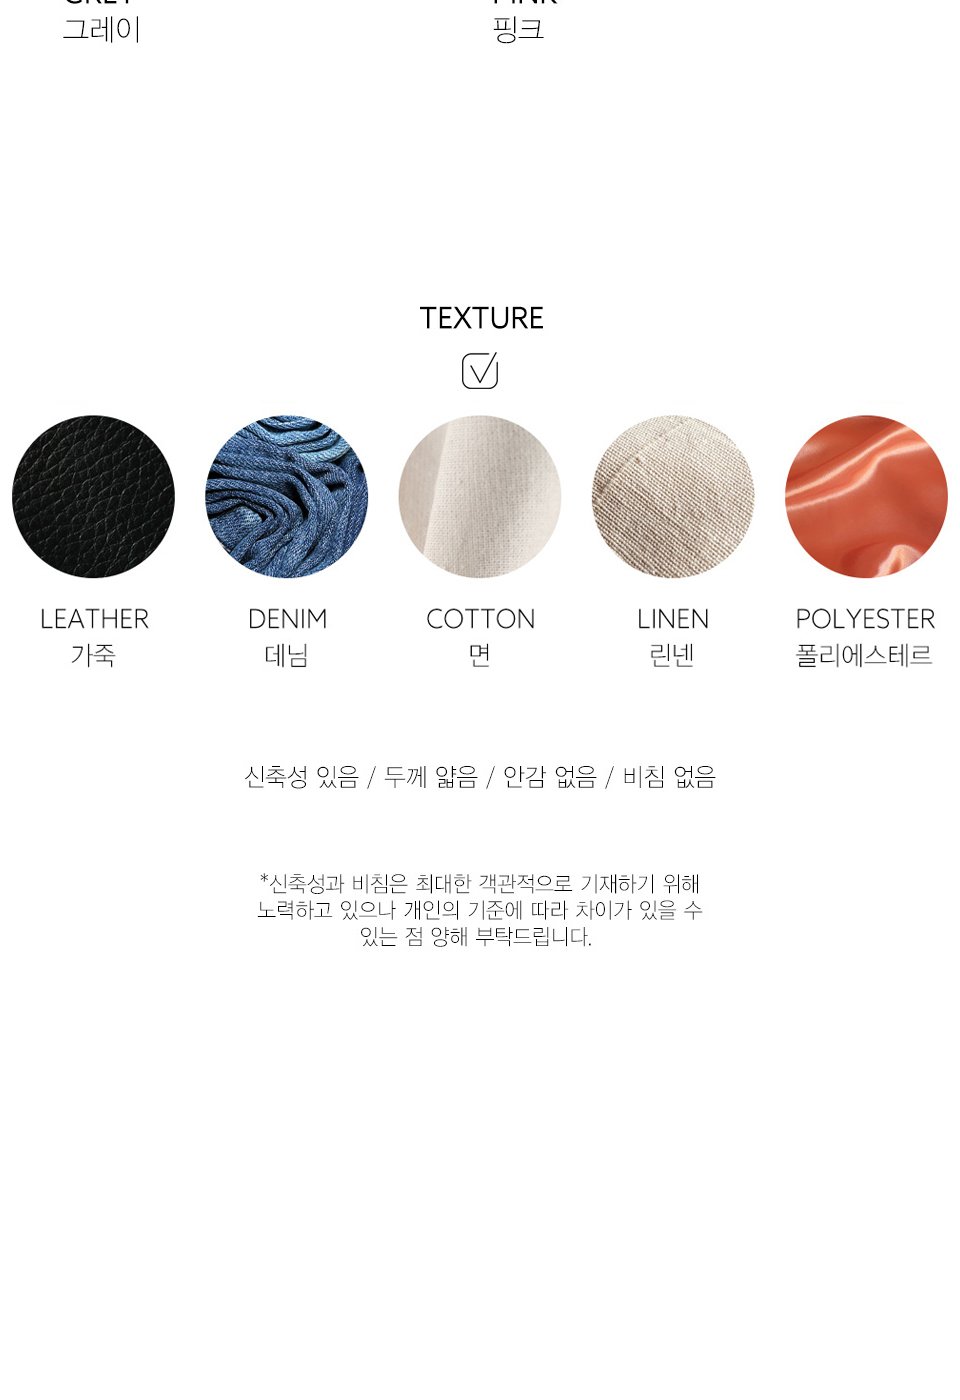 GREY PINK
그레이 핑크
TEXTURE
LEATHER DENIM COTTON LINEN POLYESTER
가죽 데님 면 린넨 폴리에스테르
신축성 있음 / 두께 얇음 / 안감 없음 / 비침 없음
*신축성과 비침은 최대한 객관적으로 기재하기 위해
노력하고 있으나 개인의 기준에 따라 차이가 있을 수
있는 점 양해 부탁드립니다.